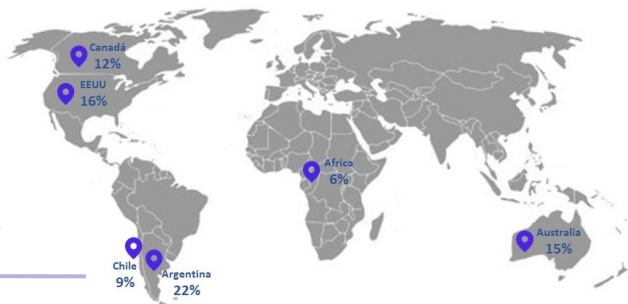 Canadá
12%
EEUU
16%
Africa
6%
Australia
15%
Chile
9%
Argentina
22%